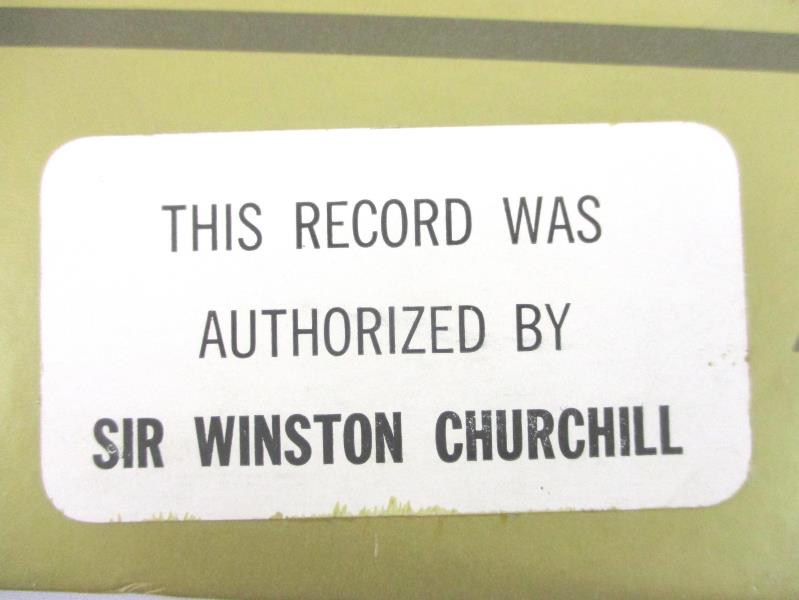 THIS RECORD WAS
AUTHORIZED BY
SIR WINSTON CHURCHILL